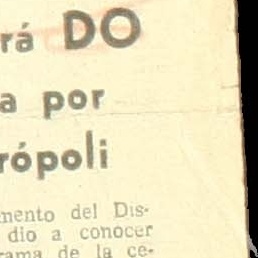 rá DO
a por
rópoli
mento del Dis-
dio a conocer
rama de la ce-